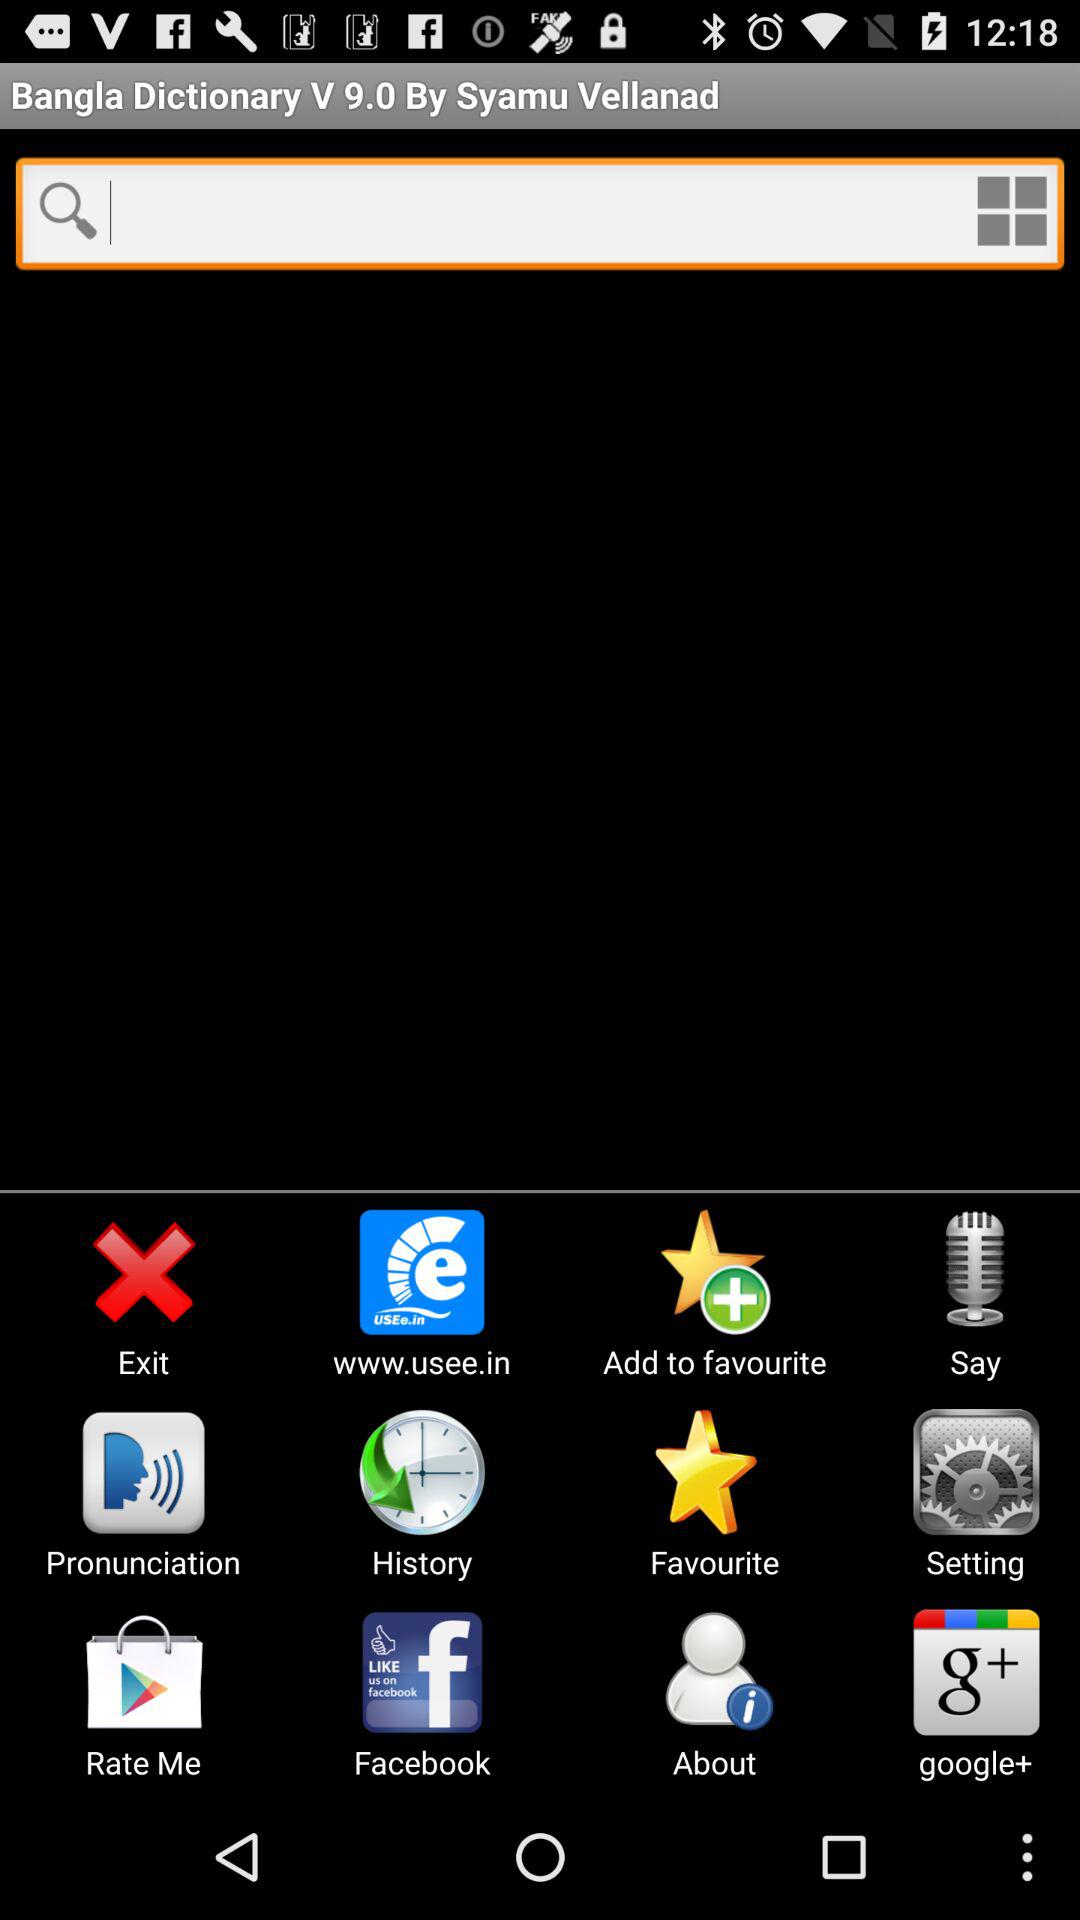 FAKE 12:18
Bangla Dictionary V 9.0 By Syamu Vellanad
e
USEe.in
Exit www.usee.in Add to favourite Say
Pronunciation History Favourite Setting
LIKE
us on
facebook
f
g+
Rate Me Facebook About google+